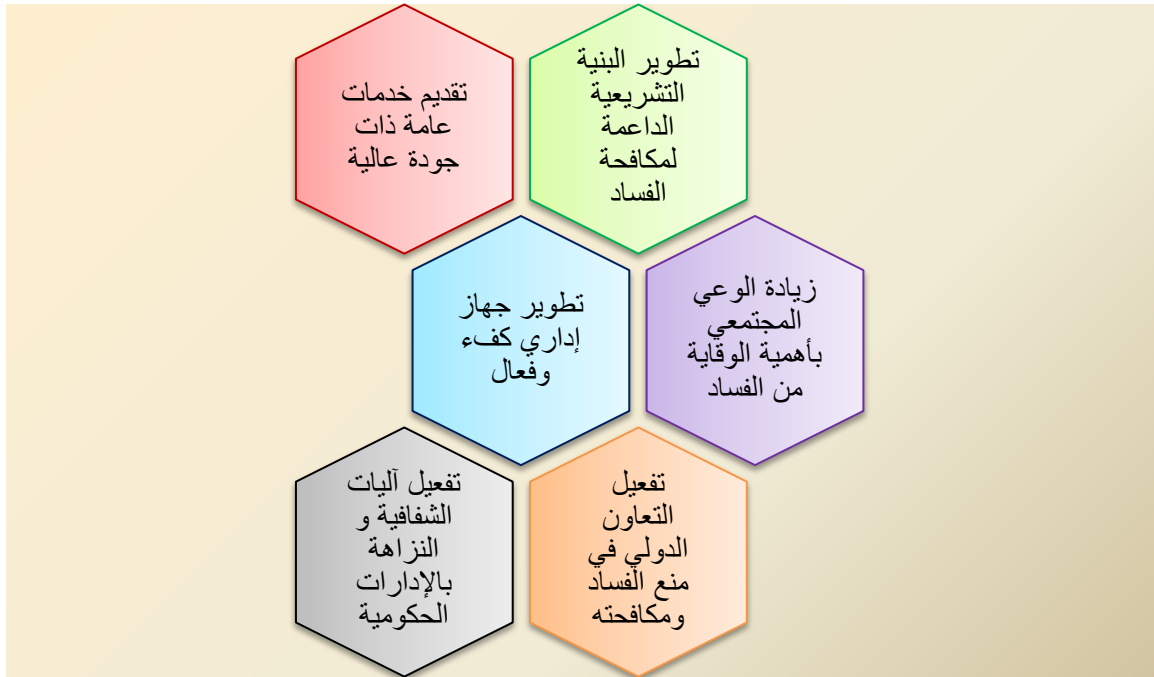 تطوير البنية
التشريعية
الداعمة
لمكافحة
الفساد
تقديم خدمات
عامة ذات
جودة عالية
زيادة الوعي
المجتمعي
بأهمية الوقاية
من الفساد
تطوير جهاز
إداري كفء
وفعال
تفعيل
التعاون
الدولي في
منع الفساد
ومكافحته
تفعيل آليات
الشفافية و
النزاهة
بالإدارات
الحكومية